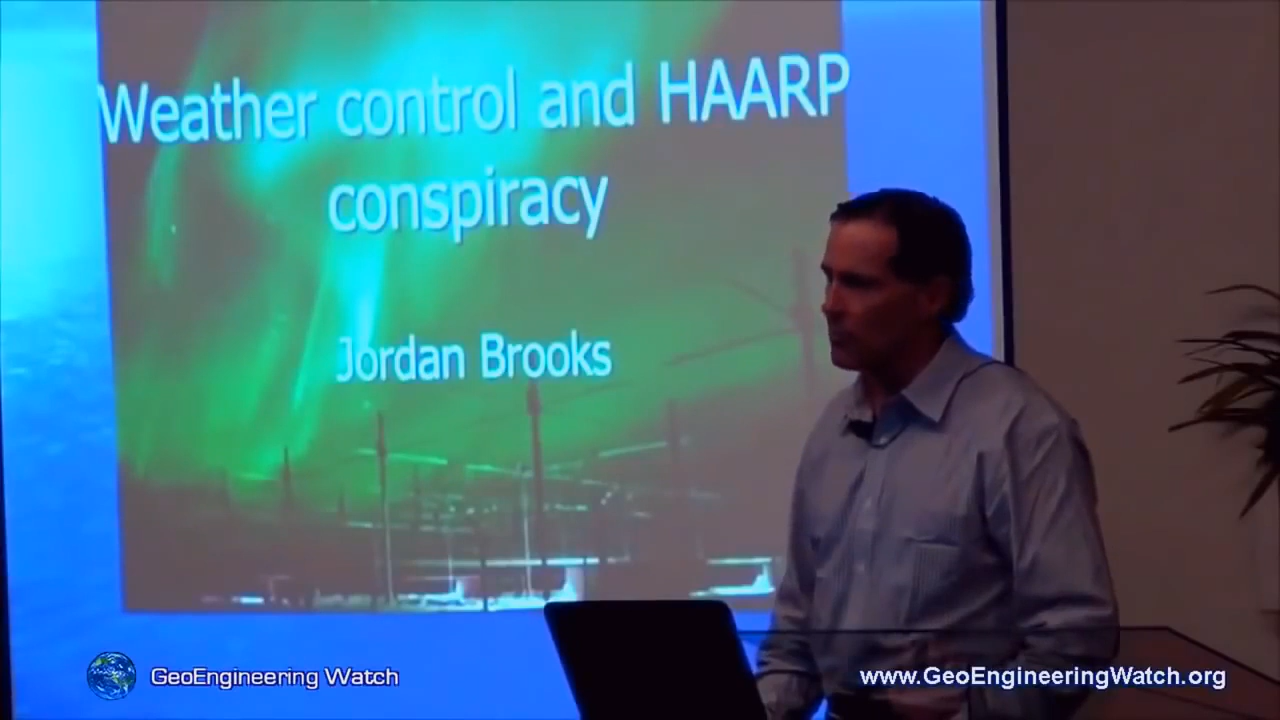 Weather control and HAARP
conspiracy
Jordan Brooks
GeoEngineering Watch
www.GeoEngineeringWatch.org